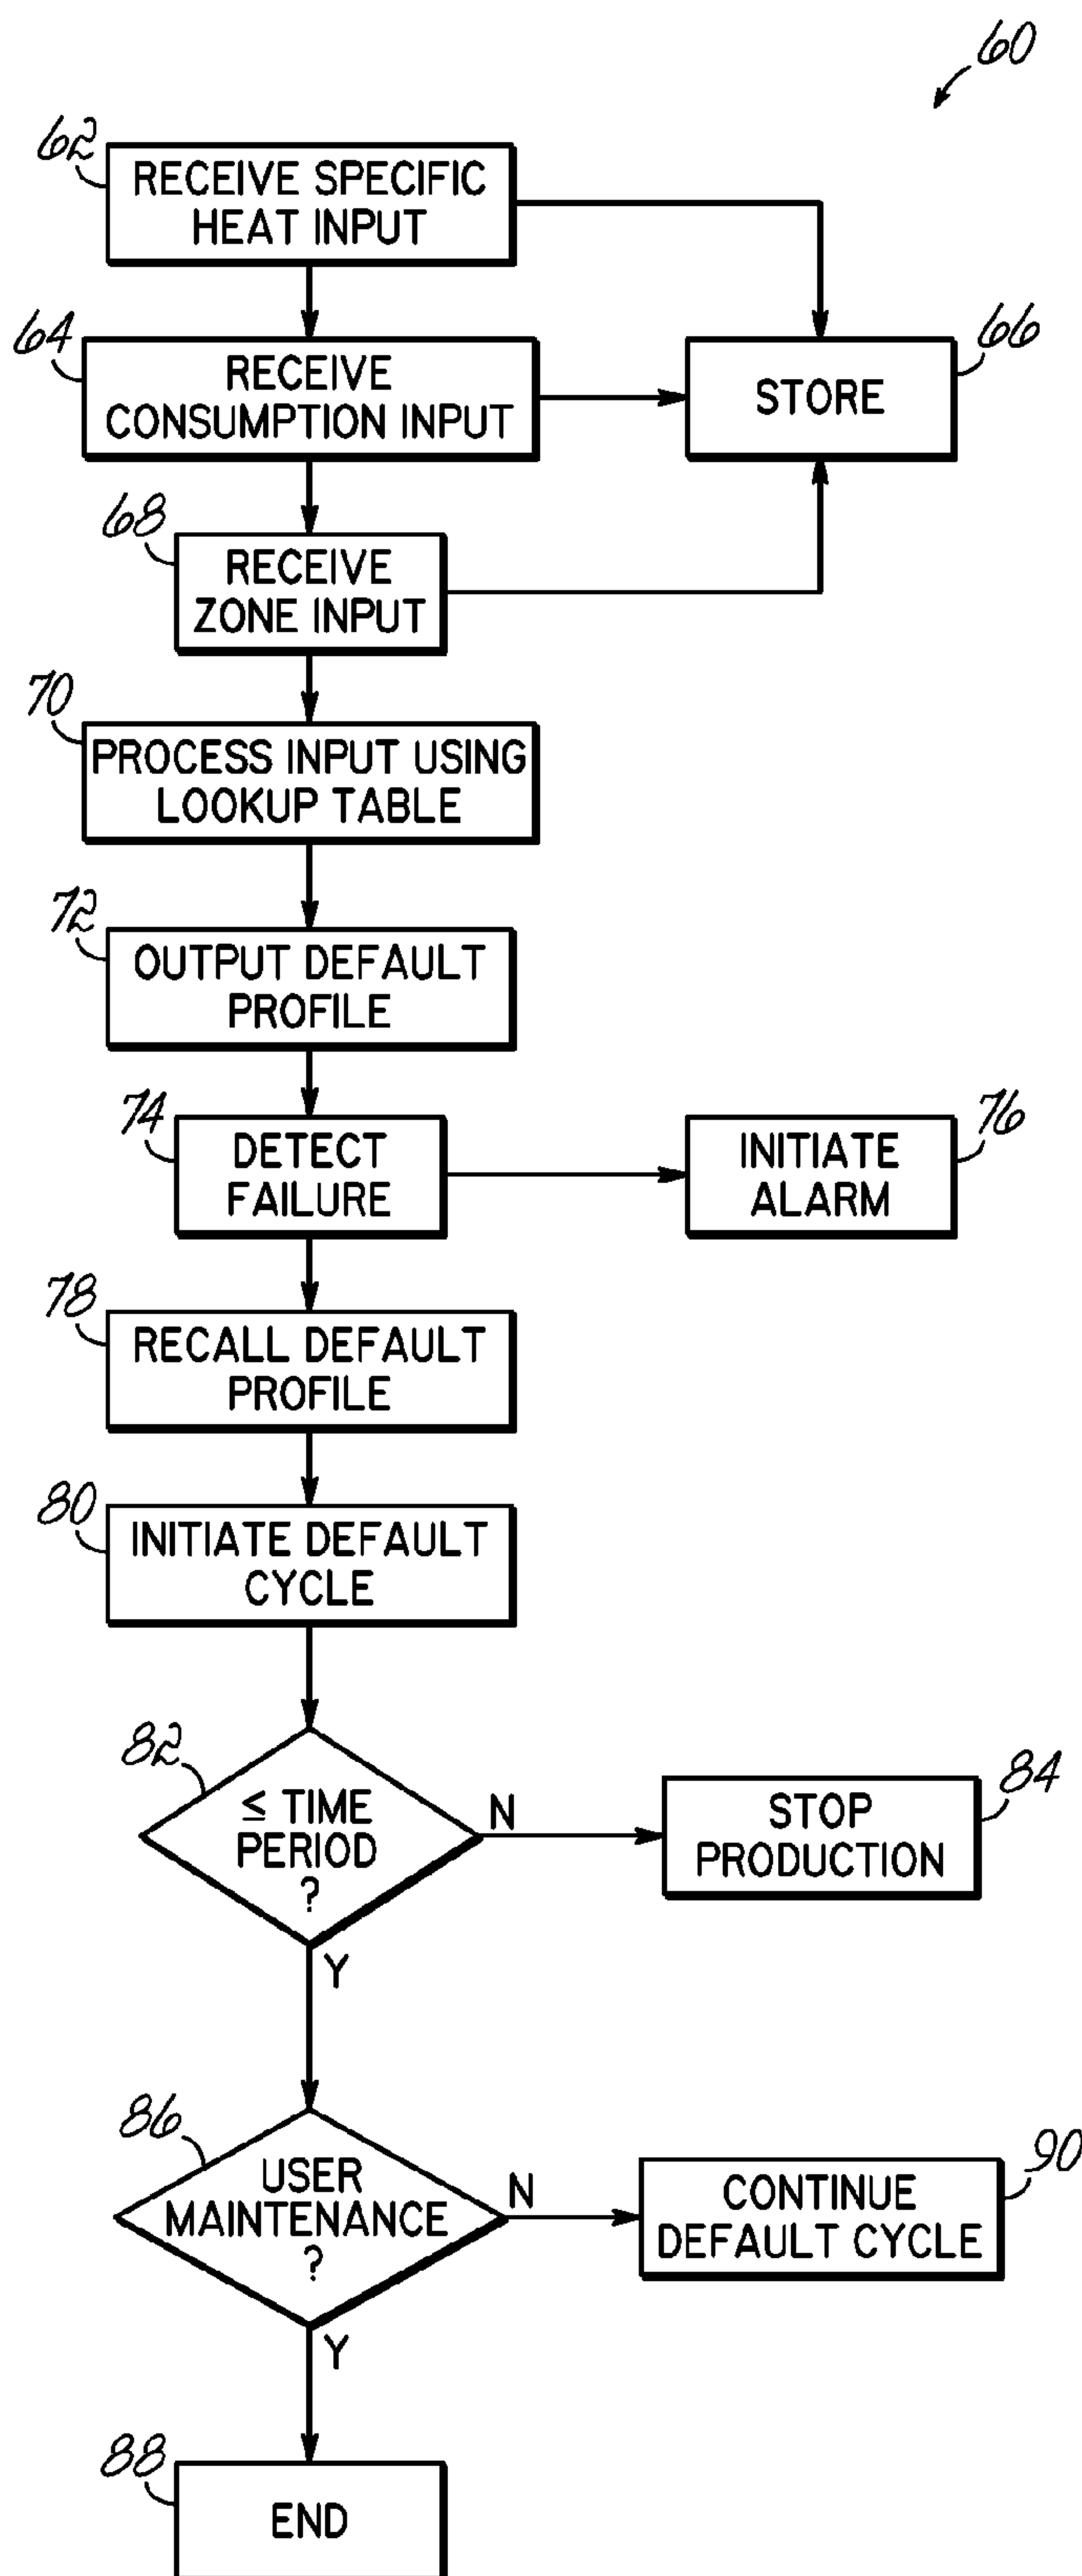 60
62
RECEIVE SPECIFIC
HEAT INPUT
64
RECEIVE
CONSUMPTION INPUT
66
STORE
68
RECEIVE
ZONE INPUT
70
PROCESS INPUT USING
LOOKUP TABLE
72
OUTPUT DEFAULT
PROFILE
74
DETECT
FAILURE
76
INITIATE
ALARM
78
RECALL DEFAULT
PROFILE
80
INITIATE DEFAULT
CYCLE
82
≤ TIME
PERIOD
?
N
84
STOP
PRODUCTION
Y
86
USER
MAINTENANCE
?
N
90
CONTINUE
DEFAULT CYCLE
Y
88
END